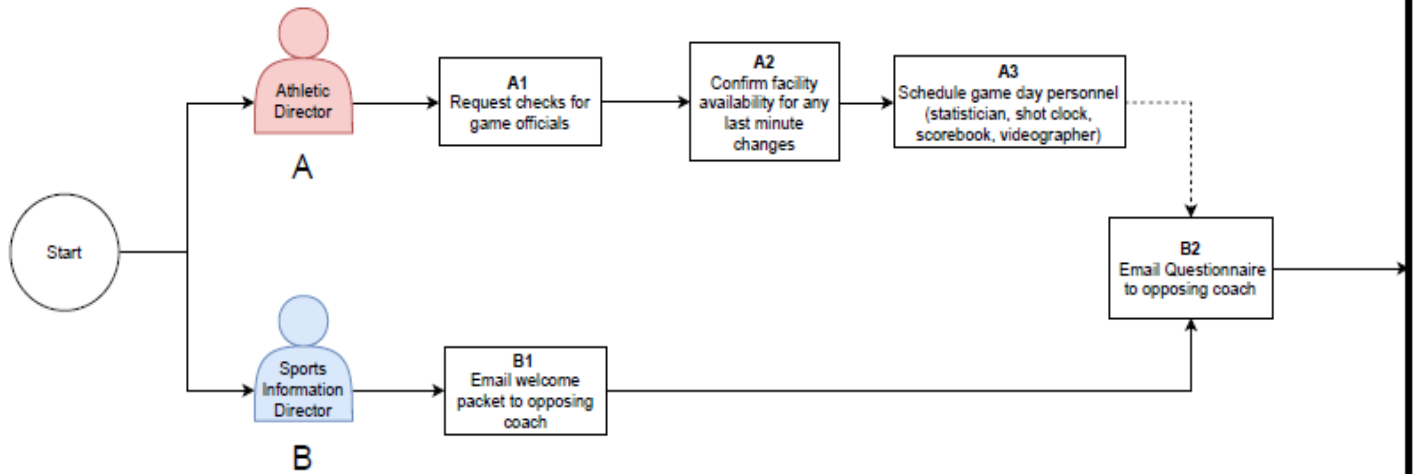 Start
Athletic
Director
A
A1
Request checks for
game officials
A2
Confirm facility
availability for any
last minute
changes
A3
Schedule game day personnel
(statistician, shot clock,
scorebook, videographer)
Sports
Information
Director
B
B1
Email welcome
packet to opposing
coach
B2
Email Questionnaire
to opposing coach